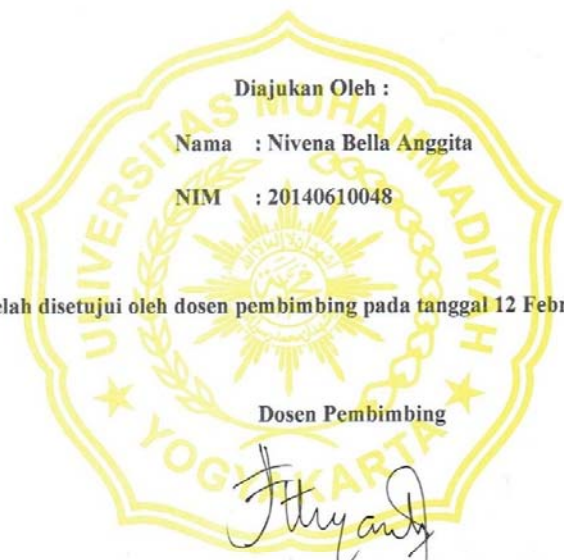 Diajukan Oleh :
Nama : Nivena Bella Anggita
NIM : 20140610048
elah disetujui oleh dosen pembimbing pada tanggal 12 Febr
Dosen Pembimbing
UNIVERSITAS MUHAMMADIYAH
YOGYAKARTA